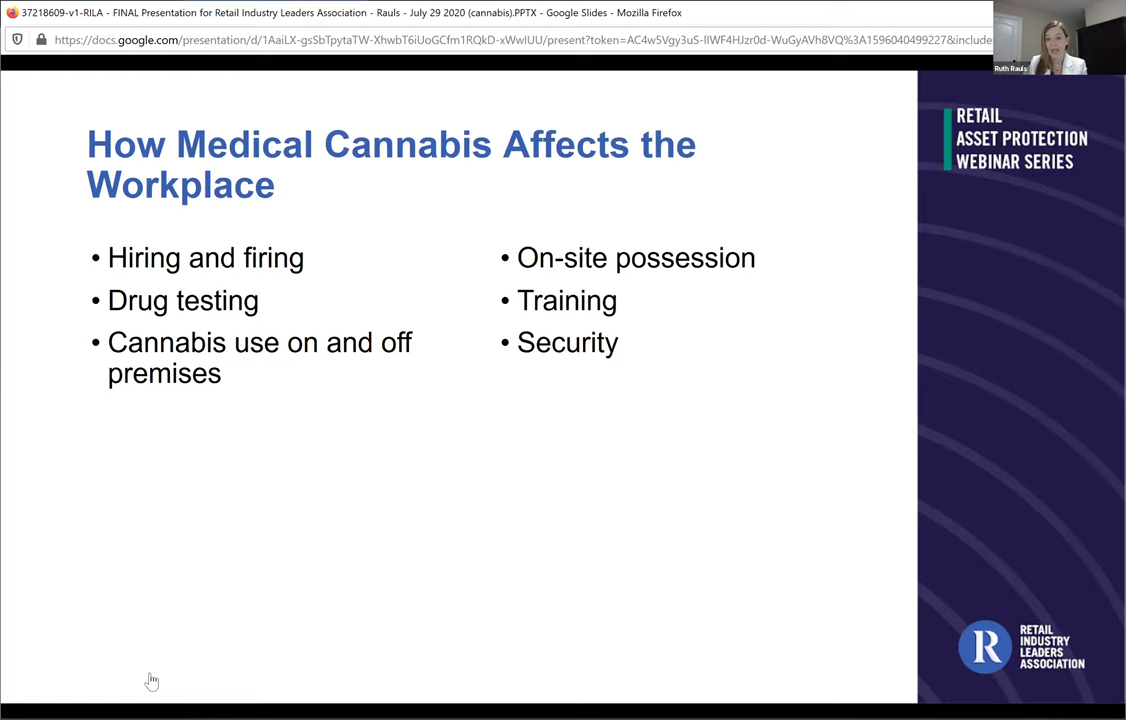 37218609-v1-RILA - FINAL Presentation for Retail Industry Leaders Association - Rauls - July 29 2020 (cannabis).PPTX - Google Slides - Mozilla Firefox
https://docs.google.com/presentation/d/1AaiLX-gsSbTpytaTW-XhwbT6iUoGCfm1RQkD-xWwIUU/present?token=AC4w5Vgy3uS-lIWF4HJzr0d-WuGyAVh8VQ%3A1596040499227&include
Ruth Rauls
How Medical Cannabis Affects the
Workplace
• Hiring and firing
• Drug testing
• Cannabis use on and off
premises
• On-site possession
• Training
• Security
RETAIL
ASSET PROTECTION
WEBINAR SERIES
R
RETAIL
INDUSTRY
LEADERS
ASSOCIATION